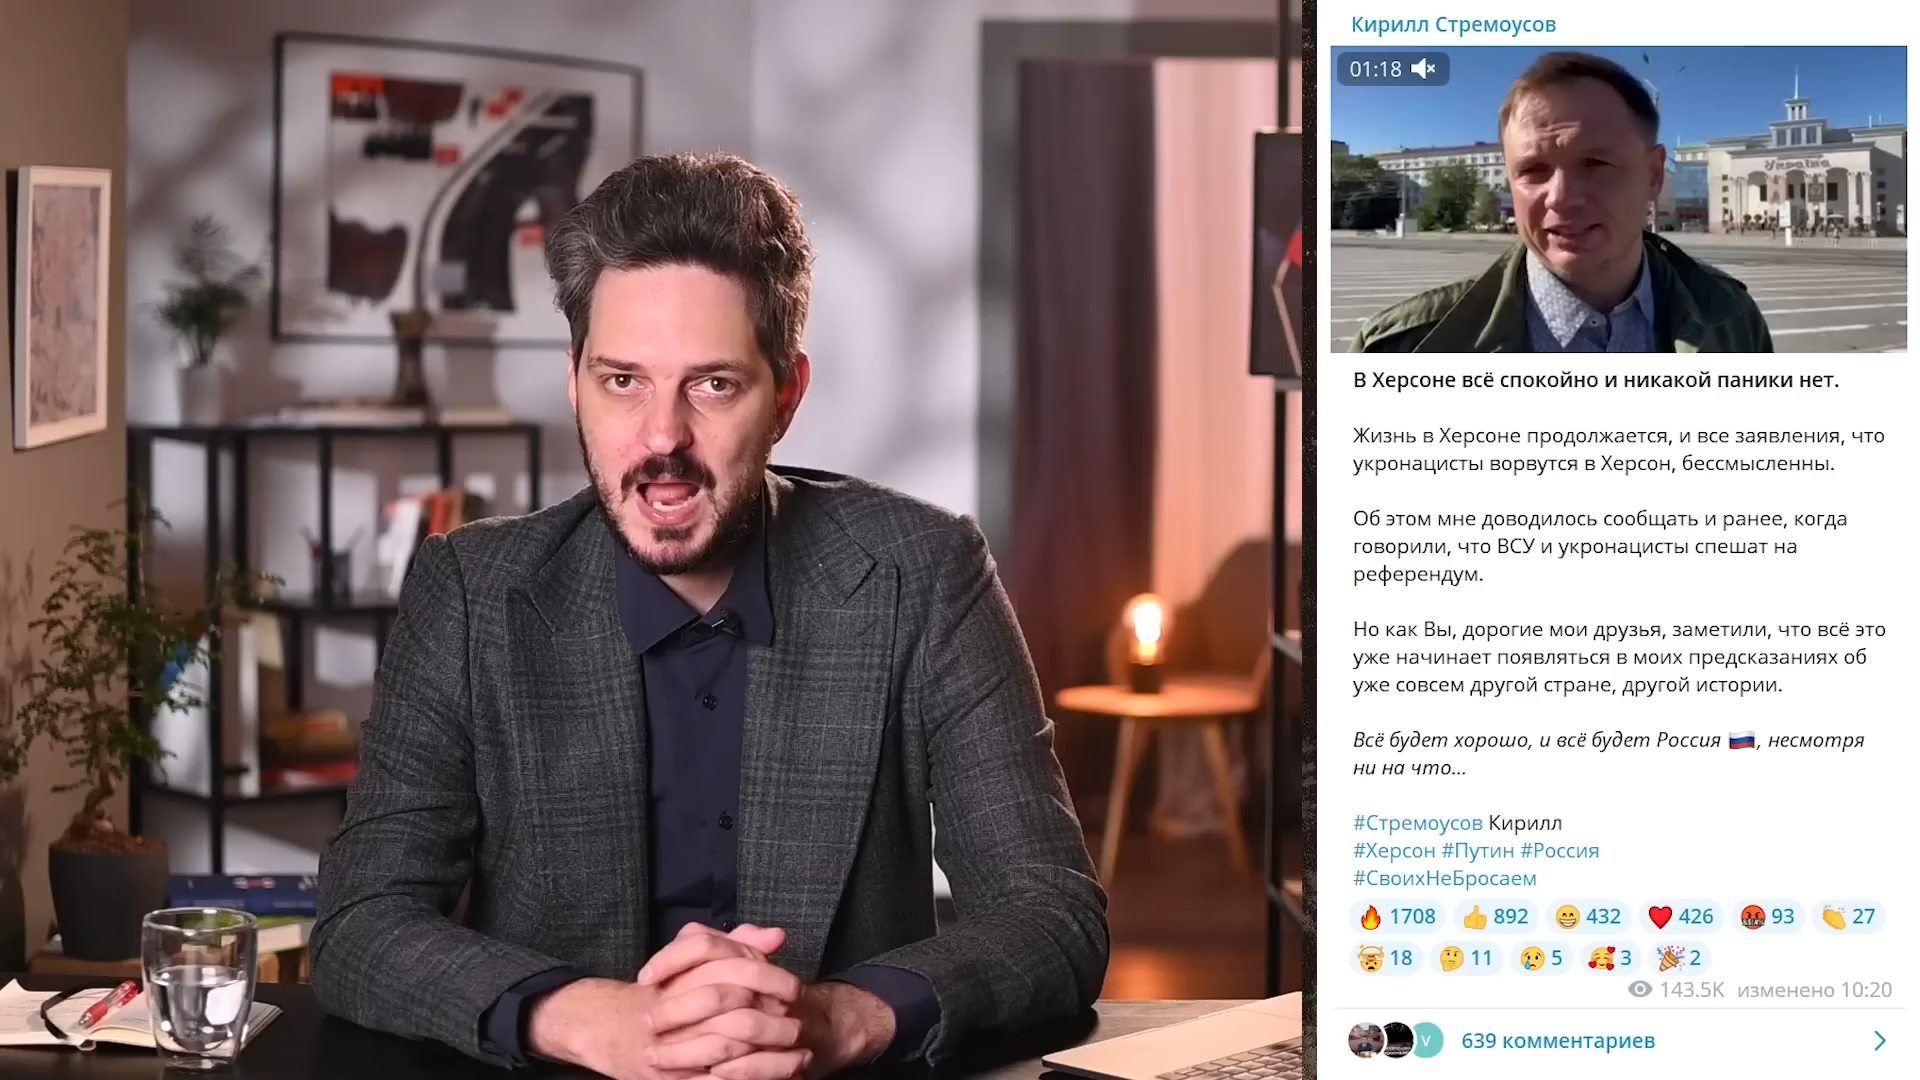 Кирилл Стремоусов
01:18
Україна
В Херсоне всё спокойно и никакой паники нет.
Жизнь в Херсоне продолжается, и все заявления, что
укронацисты ворвутся в Херсон, бессмысленны.
Об этом мне доводилось сообщать и ранее, когда
говорили, что ВСУ и укронацисты спешат на
референдум.
Но как Вы, дорогие мои друзья, заметили, что всё это
уже начинает появляться в моих предсказаниях об
уже совсем другой стране, другой истории.
Всё будет хорошо, и всё будет Россия 🇷🇺, несмотря
ни на что...
#Стремоусов Кирилл
#Херсон #Путин #Россия
#СвоихНеБросаем
🔥 1708 👍 892 😁 432 ❤️ 426 🤬 93 👏 27
🤯 18 🤔 11 😢 5 🥰 3 🎉 2
143.5K изменено 10:20
V
639 комментариев